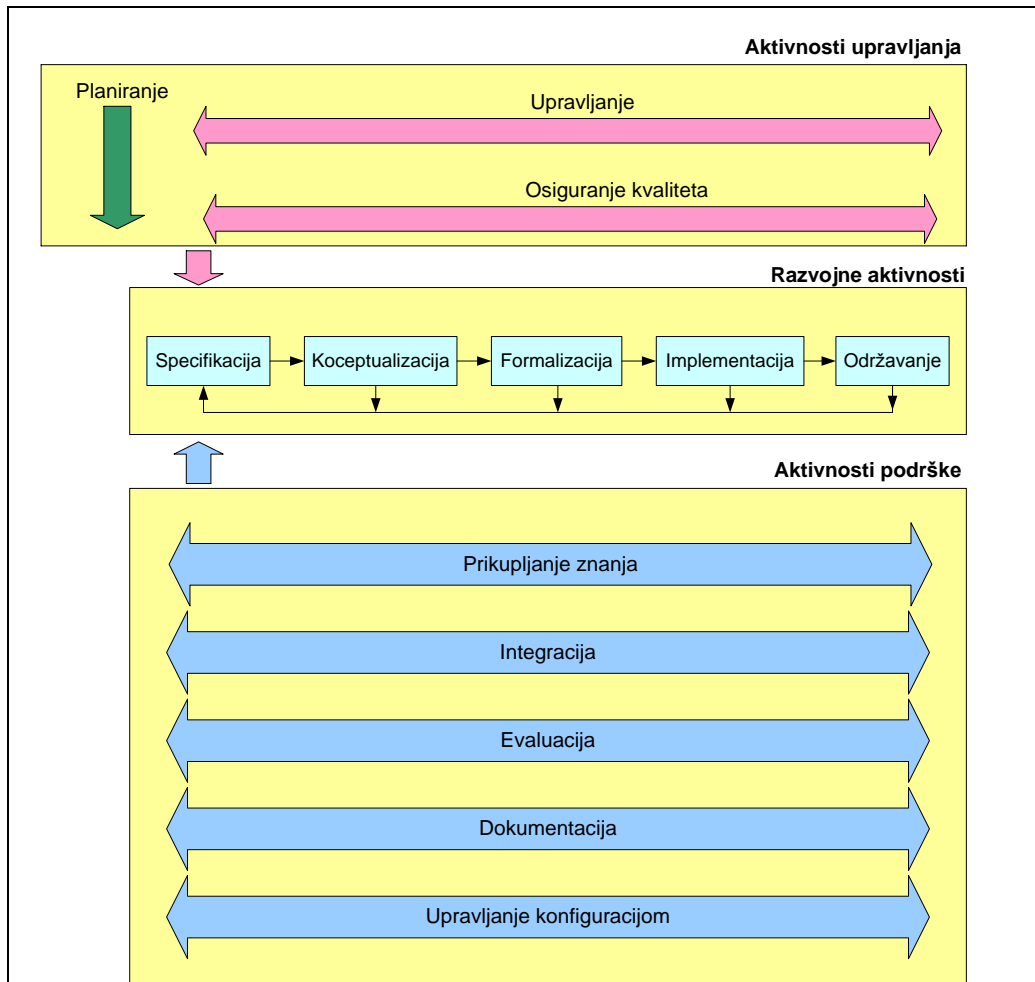 Aktivnosti upravljanja
Planiranje
Upravljanje
Osiguranje kvaliteta
Razvojne aktivnosti
Specifikacija
Koceptualizacija
Formalizacija
Implementacija
Održavanje
Aktivnosti podrške
Prikupljanje znanja
Integracija
Evaluacija
Dokumentacija
Upravljanje konfiguracijom